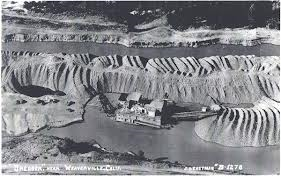 DREDGER, NEAR WEAVERVILLE, CALIF.
EASTMAN B-1278